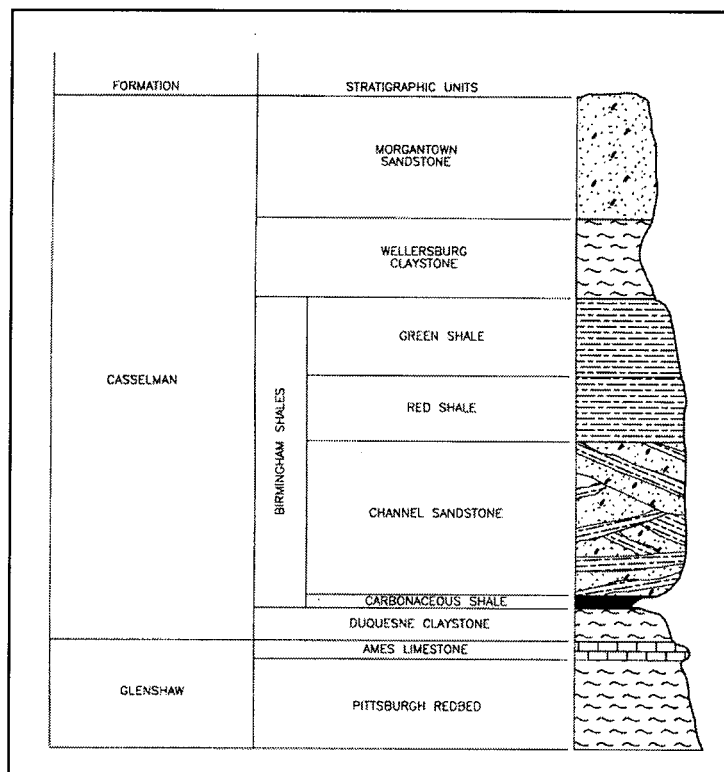 FORMATION
STRATIGRAPHIC UNITS
MORGANTOWN
SANDSTONE
WELLERSBURG
CLAYSTONE
GREEN SHALE
CASSELMAN
RED SHALE
BIRMINGHAM SHALES
CHANNEL SANDSTONE
CARBONACEOUS SHALE
DUQUESNE CLAYSTONE
AMES LIMESTONE
GLENSHAW
PITTSBURGH REDBED